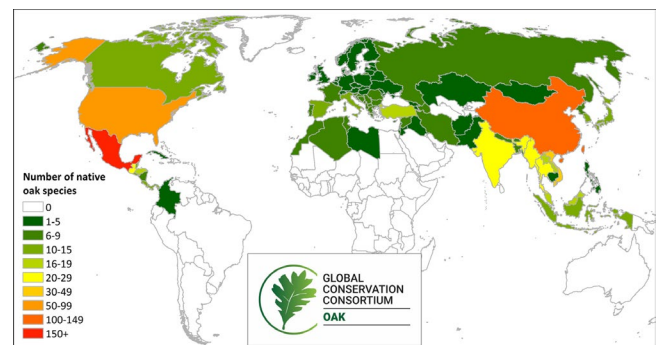 Number of native
oak species
0
1-5
6-9
10-15
16-19
20-29
30-49
50-99
100-149
150+
GLOBAL
CONSERVATION
CONSORTIUM
OAK